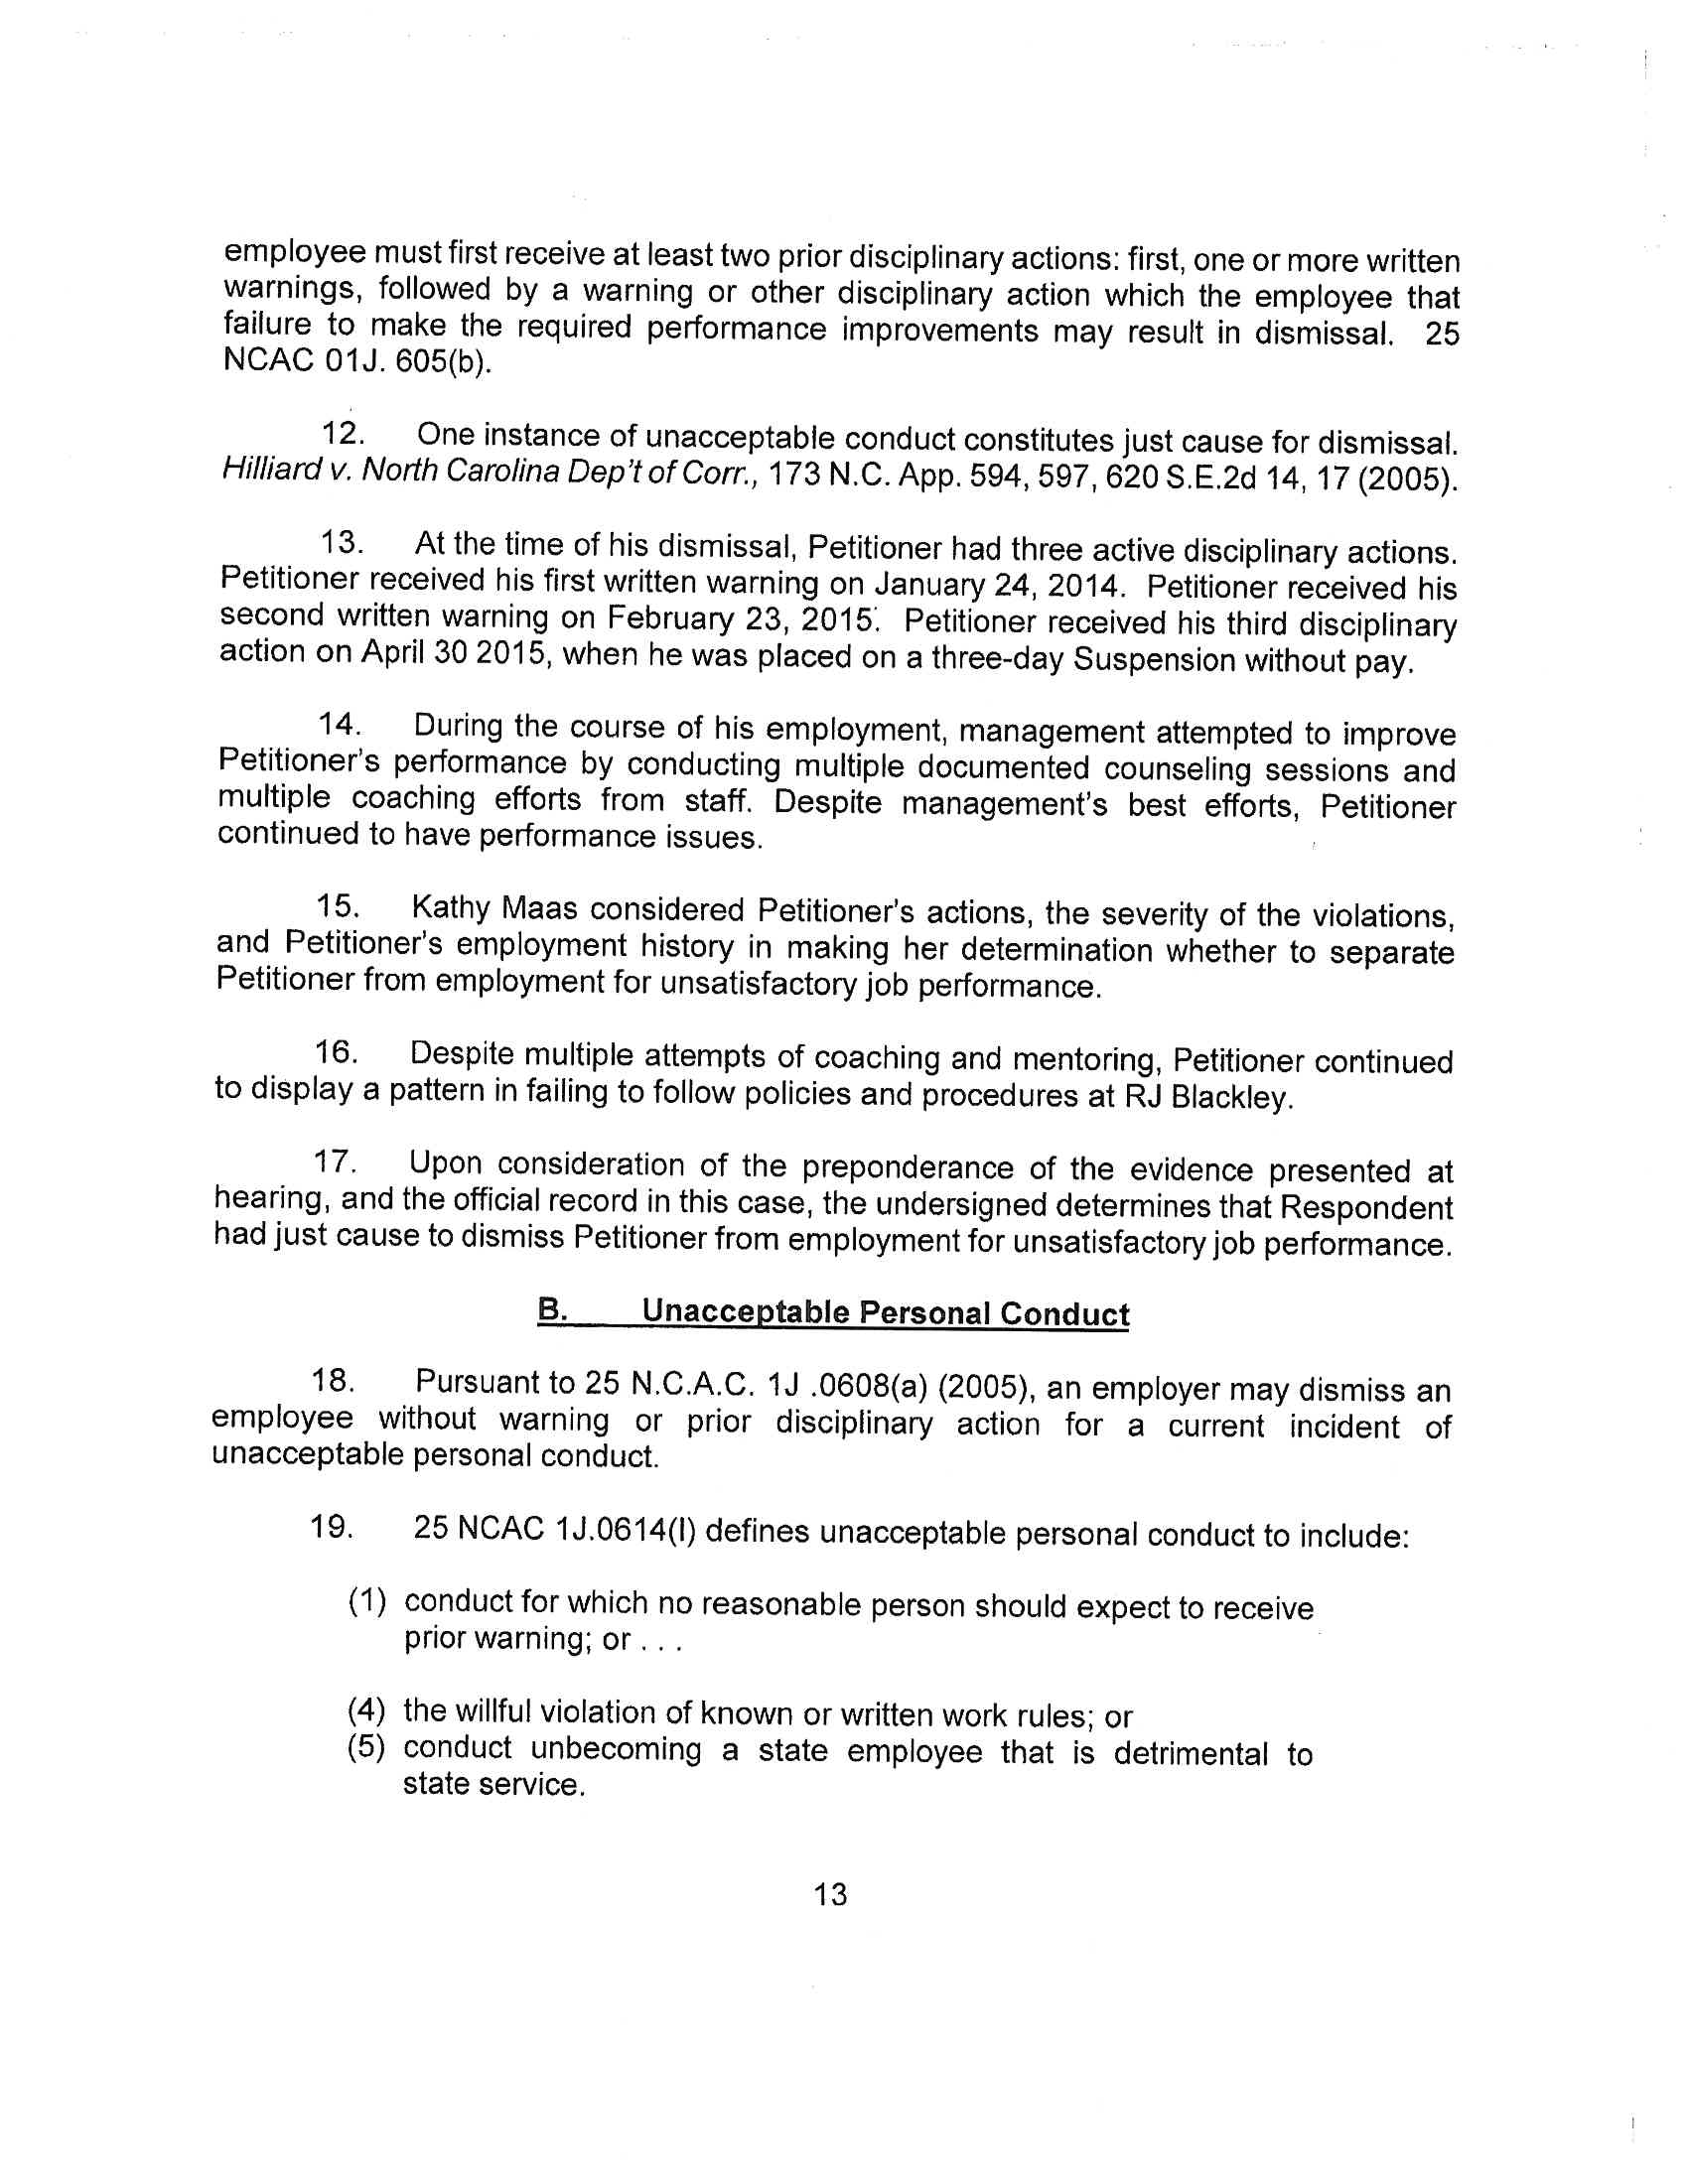 employee must first receive at least two prior disciplinary actions: first, one or more written
warnings, followed by a warning or other disciplinary action which the employee that
failure to make the required performance improvements may result in dismissal. 25
NCAC 01J. 605(b).
12. One instance of unacceptable conduct constitutes just cause for dismissal.
Hilliard v. North Carolina Dep't of Corr., 173 N.C. App. 594, 597, 620 S.E.2d 14, 17 (2005).
13. At the time of his dismissal, Petitioner had three active disciplinary actions.
Petitioner received his first written warning on January 24, 2014. Petitioner received his
second written warning on February 23, 2015. Petitioner received his third disciplinary
action on April 30 2015, when he was placed on a three-day Suspension without pay.
14. During the course of his employment, management attempted to improve
Petitioner's performance by conducting multiple documented counseling sessions and
multiple coaching efforts from staff. Despite management's best efforts, Petitioner
continued to have performance issues.
15. Kathy Maas considered Petitioner's actions, the severity of the violations,
and Petitioner's employment history in making her determination whether to separate
Petitioner from employment for unsatisfactory job performance.
16. Despite multiple attempts of coaching and mentoring, Petitioner continued
to display a pattern in failing to follow policies and procedures at RJ Blackley.
17. Upon consideration of the preponderance of the evidence presented at
hearing, and the official record in this case, the undersigned determines that Respondent
had just cause to dismiss Petitioner from employment for unsatisfactory job performance.
B. Unacceptable Personal Conduct
18. Pursuant to 25 N.C.A.C. 1J .0608(a) (2005), an employer may dismiss an
employee without warning or prior disciplinary action for a current incident of
unacceptable personal conduct.
19. 25 NCAC 1J.0614(I) defines unacceptable personal conduct to include:
(1) conduct for which no reasonable person should expect to receive
prior warning; or . . .
(4) the willful violation of known or written work rules; or
(5) conduct unbecoming a state employee that is detrimental to
state service.
13